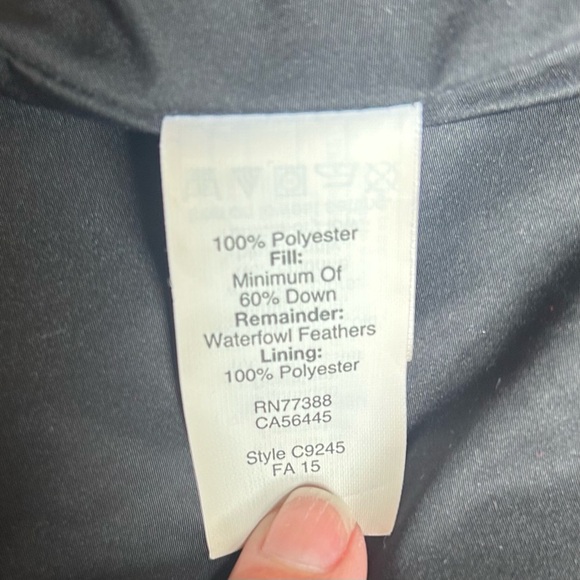 100% Polyester
Fill:
Minimum Of
60% Down
Remainder:
Waterfowl Feathers
Lining:
100% Polyester
RN77388
CA56445
Style C9245
FA 15